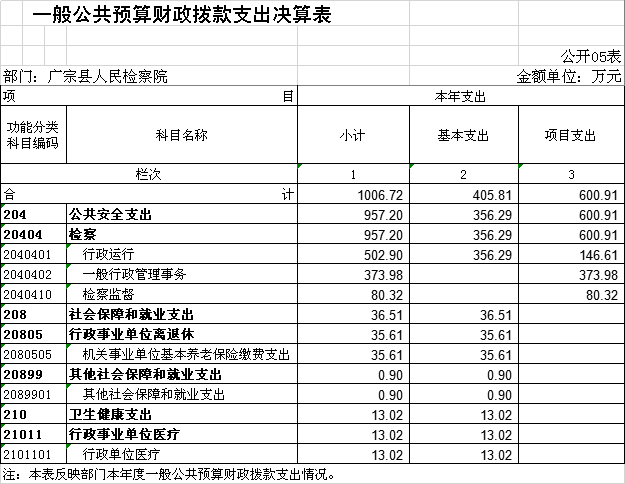 一般公共预算财政拨款支出决算表
公开05表
部门：广宗县人民检察院 金额单位：万元
项 目 本年支出
功能分类科目编码 科目名称 小计 基本支出 项目支出
栏次 1 2 3
合 计 1006.72 405.81 600.91
204 公共安全支出 957.20 356.29 600.91
20404 检察 957.20 356.29 600.91
2040401 行政运行 502.90 356.29 146.61
2040402 一般行政管理事务 373.98 373.98
2040410 检察监督 80.32 80.32
208 社会保障和就业支出 36.51 36.51
20805 行政事业单位离退休 35.61 35.61
2080505 机关事业单位基本养老保险缴费支出 35.61 35.61
20899 其他社会保障和就业支出 0.90 0.90
2089901 其他社会保障和就业支出 0.90 0.90
210 卫生健康支出 13.02 13.02
21011 行政事业单位医疗 13.02 13.02
2101101 行政单位医疗 13.02 13.02
注：本表反映部门本年度一般公共预算财政拨款支出情况。